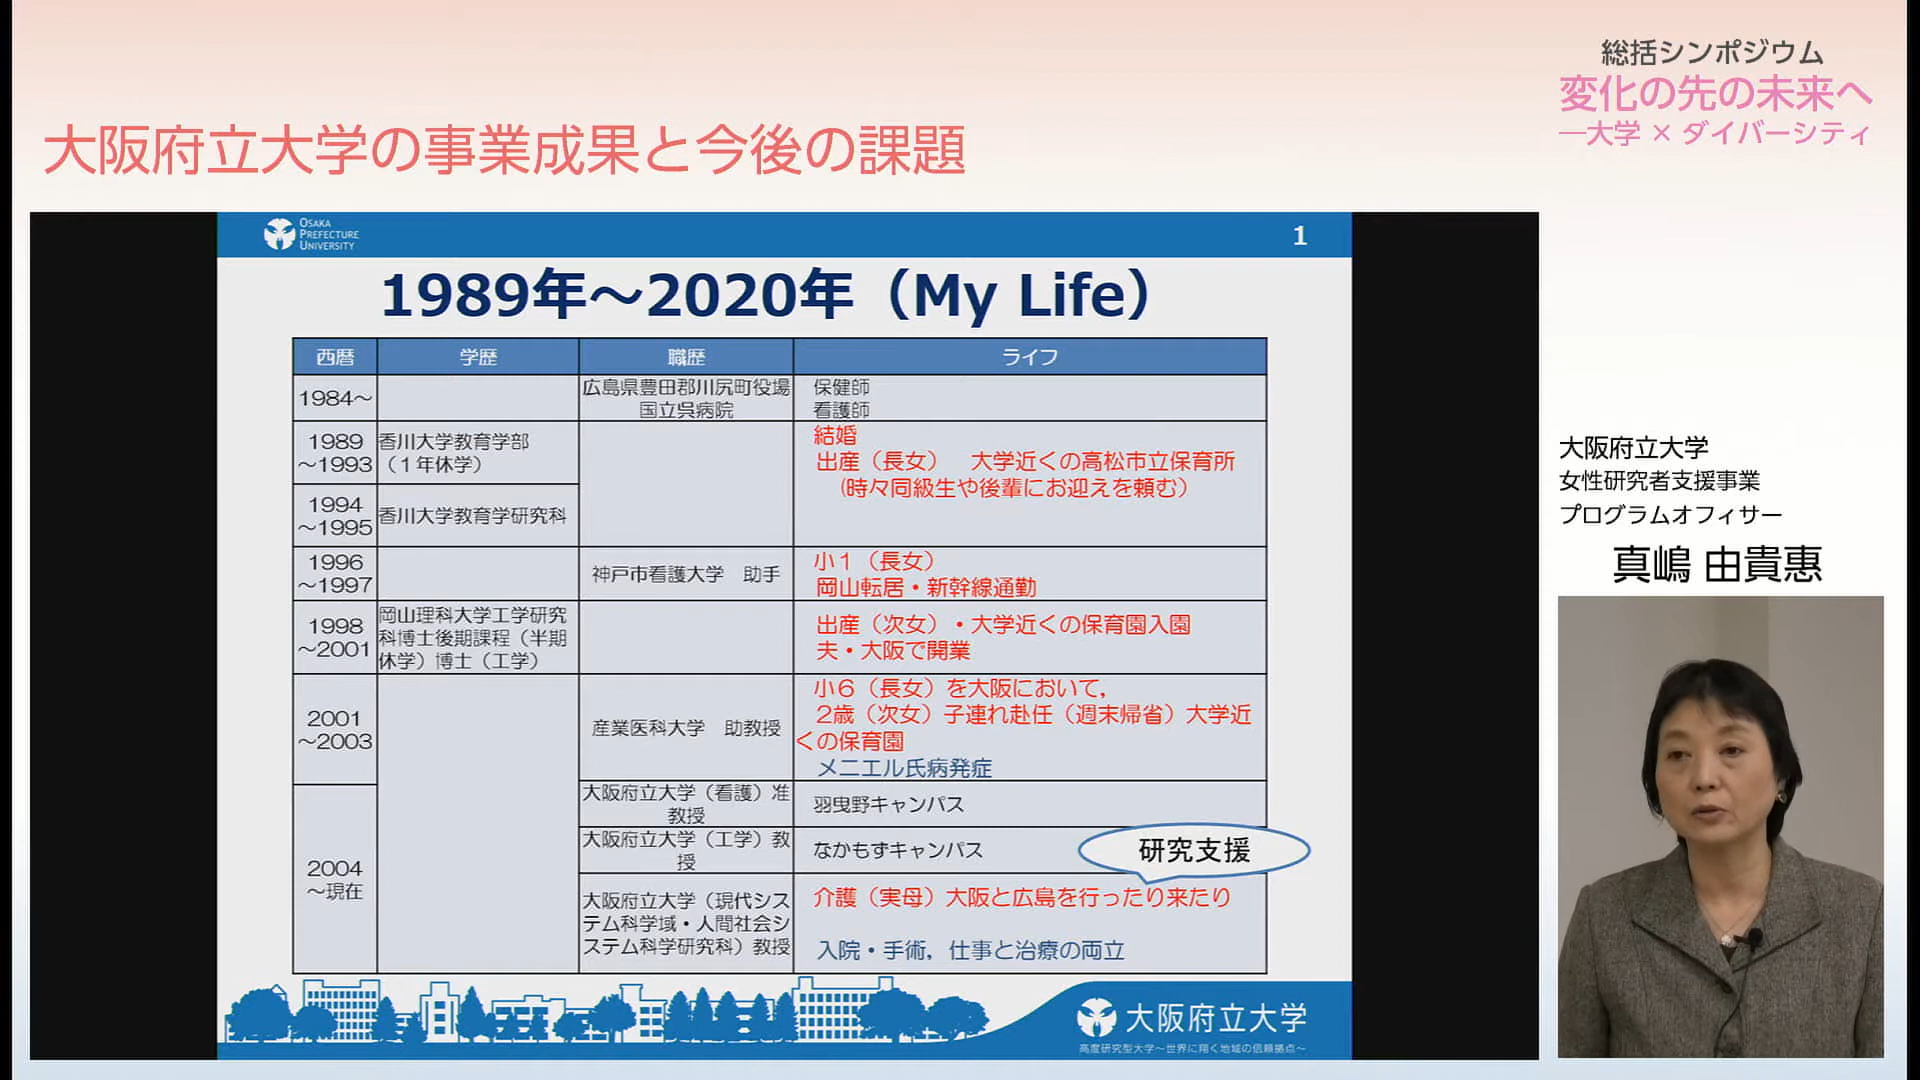 総括シンポジウム
変化の先の未来へ
―大学 × ダイバーシティ
大阪府立大学の事業成果と今後の課題
OSAKA
PREFECTURE
UNIVERSITY
1
1989年～2020年（My Life）
西暦 学歴 職歴 ライフ
1984～
広島県豊田郡川尻町役場
国立呉病院
保健師
看護師
1989
～1993
香川大学教育学部
（１年休学）
結婚
出産（長女）　大学近くの高松市立保育所
（時々同級生や後輩にお迎えを頼む）
1994
～1995
香川大学教育学研究科
1996
～1997
神戸市看護大学　助手
小１（長女）
岡山転居・新幹線通勤
1998
～2001
岡山理科大学工学研究
科博士後期課程（半期
休学）博士（工学）
出産（次女）・大学近くの保育園入園
夫・大阪で開業
2001
～2003
産業医科大学　助教授
小６（長女）を大阪において，
2歳（次女）子連れ赴任（週末帰省）大学近
くの保育園
メニエル氏病発症
2004
～現在
大阪府立大学（看護）准
教授
羽曳野キャンパス
大阪府立大学（工学）教
授
なかもずキャンパス
研究支援
大阪府立大学（現代シス
テム科学域・人間社会シ
ステム科学研究科）教授
介護（実母）大阪と広島を行ったり来たり
入院・手術，仕事と治療の両立
大阪府立大学
高度研究型大学～世界に翔く地域の信頼拠点～
大阪府立大学
女性研究者支援事業
プログラムオフィサー
真嶋 由貴惠